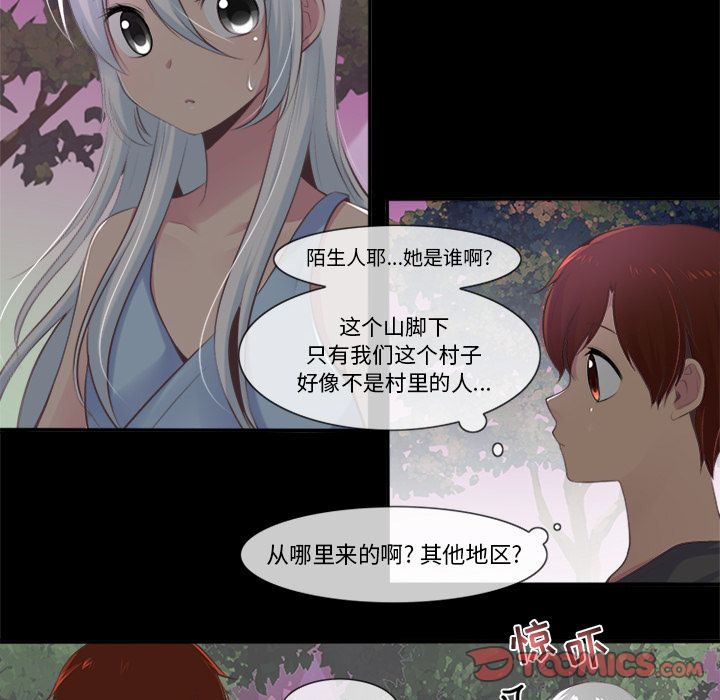 陌生人耶...她是谁啊?
这个山脚下
只有我们这个村子
好像不是村里的人...
从哪里来的啊? 其他地区?
惊吓
TOOMICS.COM